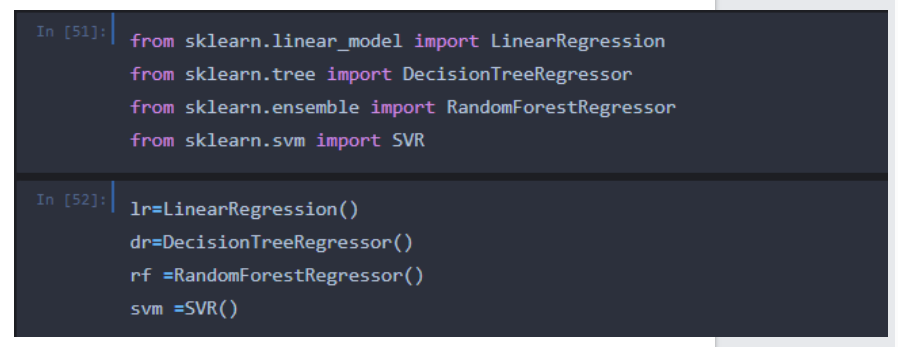 In [51]:
from sklearn.linear_model import LinearRegression
from sklearn.tree import DecisionTreeRegressor
from sklearn.ensemble import RandomForestRegressor
from sklearn.svm import SVR
In [52]:
lr=LinearRegression()
dr=DecisionTreeRegressor()
rf =RandomForestRegressor()
svm =SVR()